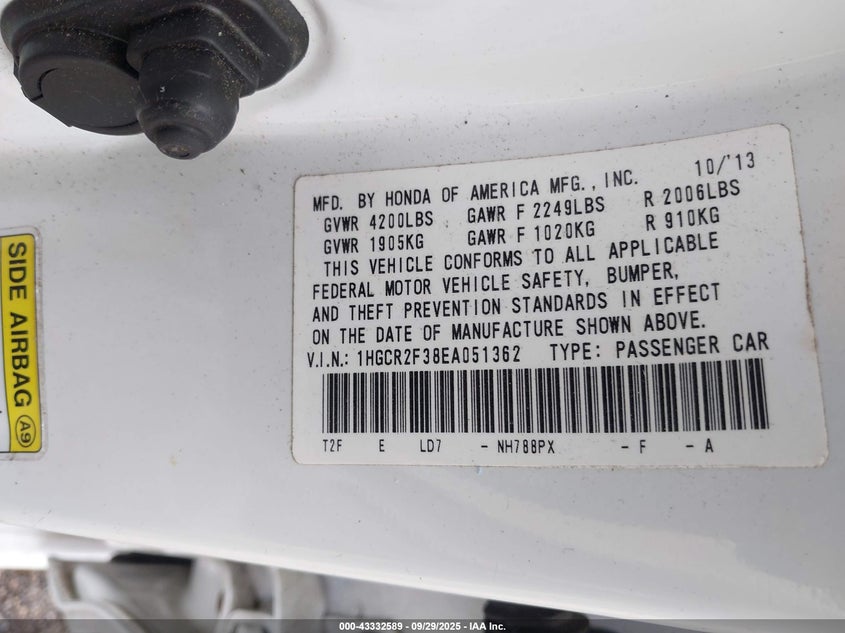 10/'13
MFD. BY HONDA OF AMERICA MFG., INC.
GVWR 4200LBS GAWR F 2249LBS R 2006LBS
GVWR 1905KG GAWR F 1020KG R 910KG
THIS VEHICLE CONFORMS TO ALL APPLICABLE
FEDERAL MOTOR VEHICLE SAFETY, BUMPER,
AND THEFT PREVENTION STANDARDS IN EFFECT
ON THE DATE OF MANUFACTURE SHOWN ABOVE.
V.I.N.: 1HGCR2F38EA051362 TYPE: PASSENGER CAR
T2F E LD7 - NH788PX - F - A
SIDE AIRBAG A9
000-43332589 - 09/29/2025 - IAA Inc.